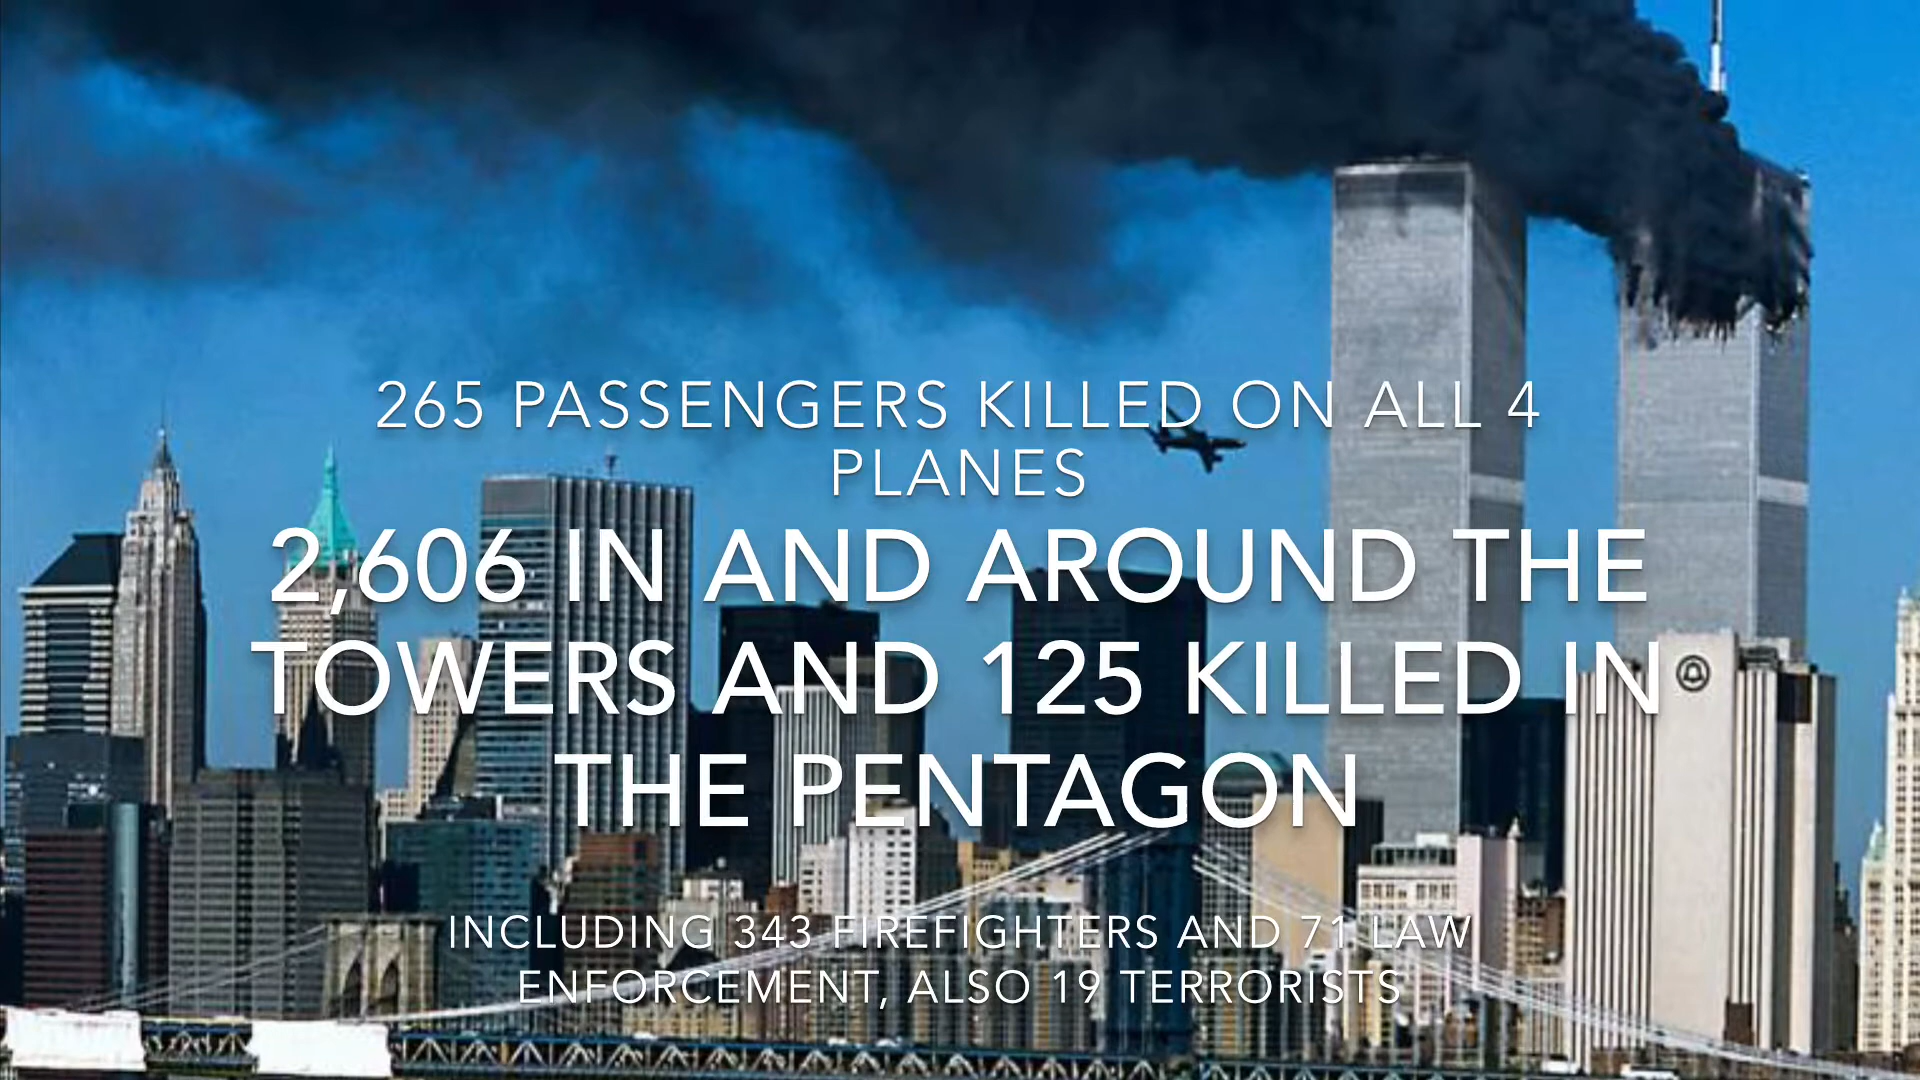 265 PASSENGERS KILLED ON ALL 4
PLANES
2,606 IN AND AROUND THE
TOWERS AND 125 KILLED IN
THE PENTAGON
INCLUDING 343 FIREFIGHTERS AND 71 LAW
ENFORCEMENT, ALSO 19 TERRORISTS